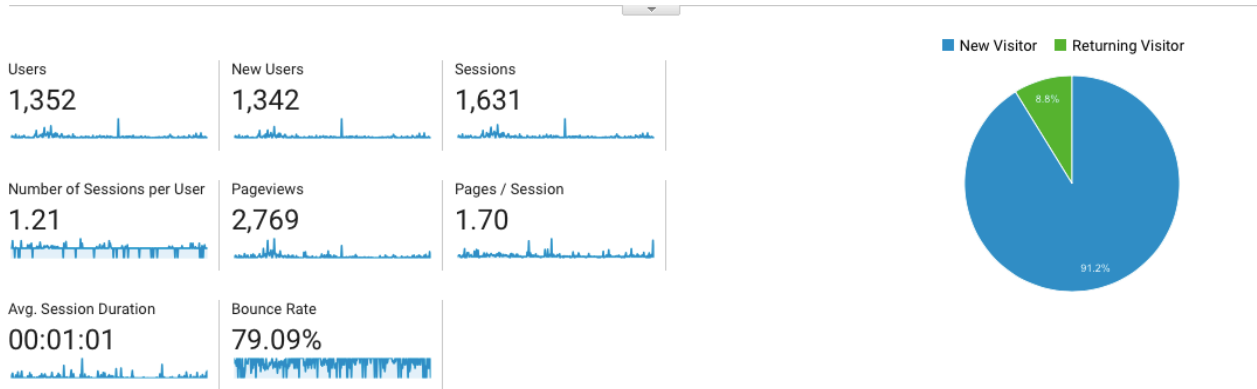 New Visitor
Returning Visitor
Users
1,352
New Users
1,342
Sessions
1,631
Number of Sessions per User
1.21
Pageviews
2,769
Pages / Session
1.70
Avg. Session Duration
00:01:01
Bounce Rate
79.09%
8.8%
91.2%